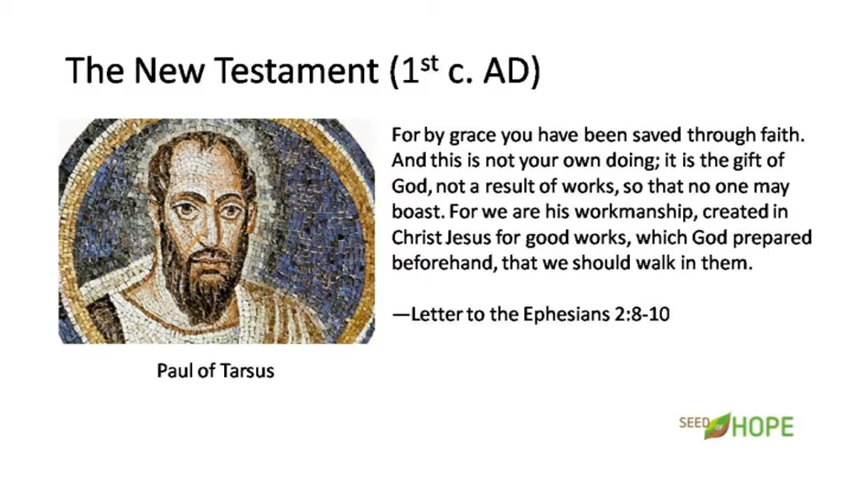 The New Testament (1st c. AD)
For by grace you have been saved through faith.
And this is not your own doing; it is the gift of
God, not a result of works, so that no one may
boast. For we are his workmanship, created in
Christ Jesus for good works, which God prepared
beforehand, that we should walk in them.
—Letter to the Ephesians 2:8-10
Paul of Tarsus
SEED OF HOPE